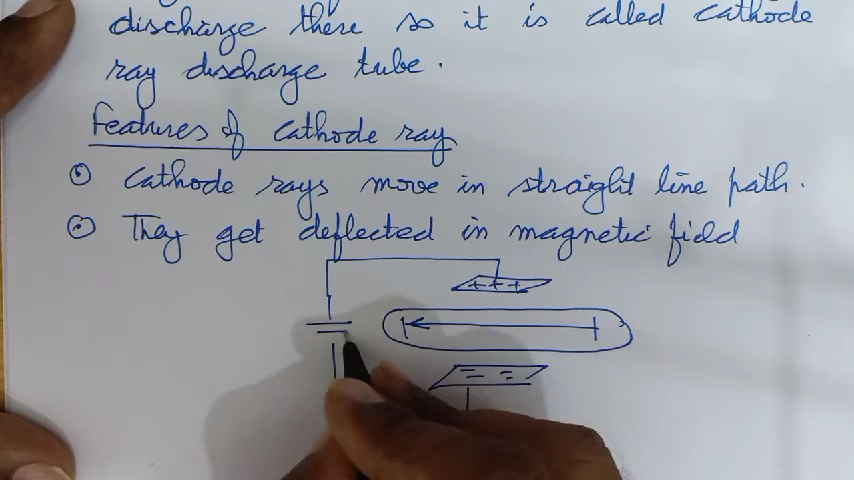 discharge there so it is called cathode
ray discharge tube.
Features of cathode ray
⊙ Cathode rays move in straight line path.
⊙ They get deflected in magnetic field
+ + +